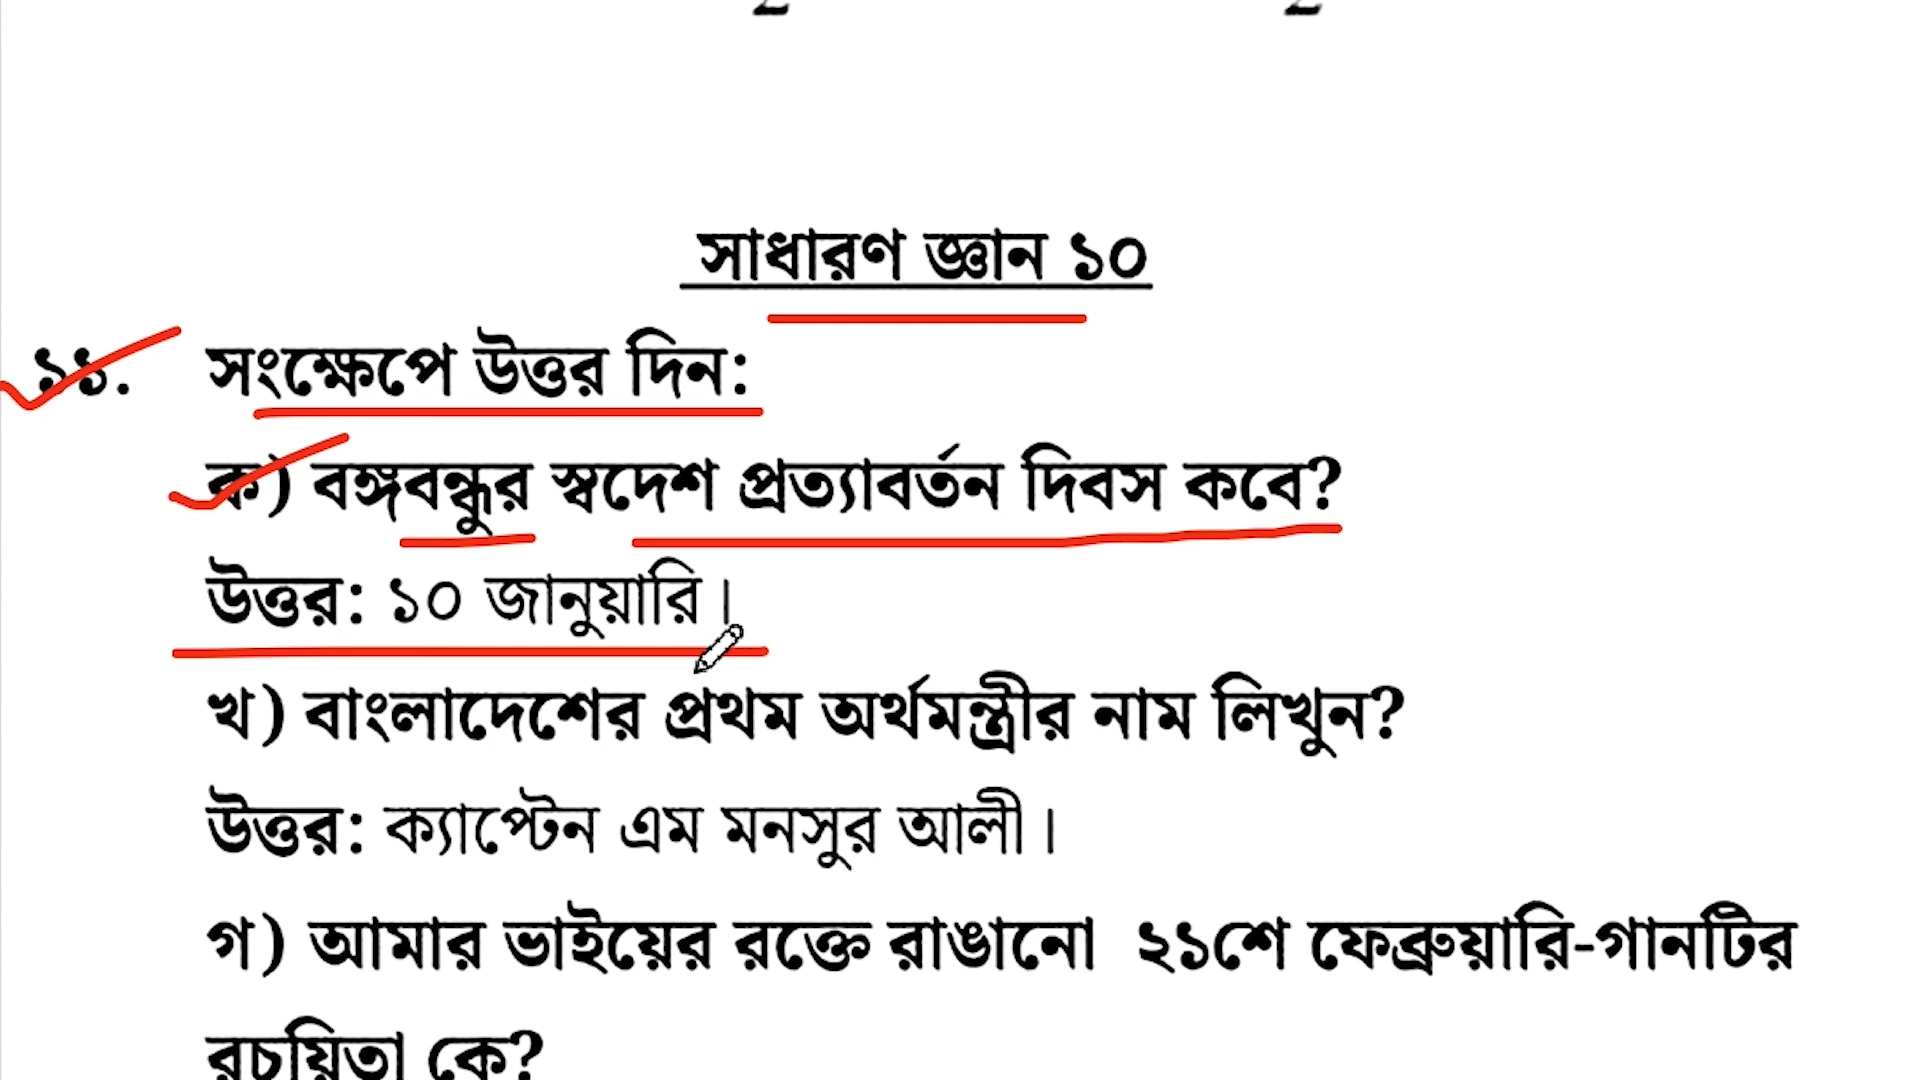 সাধারণ জ্ঞান ১০
১১. সংক্ষেপে উত্তর দিন:
ক) বঙ্গবন্ধুর স্বদেশ প্রত্যাবর্তন দিবস কবে?
উত্তর: ১০ জানুয়ারি।
খ) বাংলাদেশের প্রথম অর্থমন্ত্রীর নাম লিখুন?
উত্তর: ক্যাপ্টেন এম মনসুর আলী।
গ) আমার ভাইয়ের রক্তে রাঙানো ২১শে ফেব্রুয়ারি-গানটির
রচয়িতা কে?